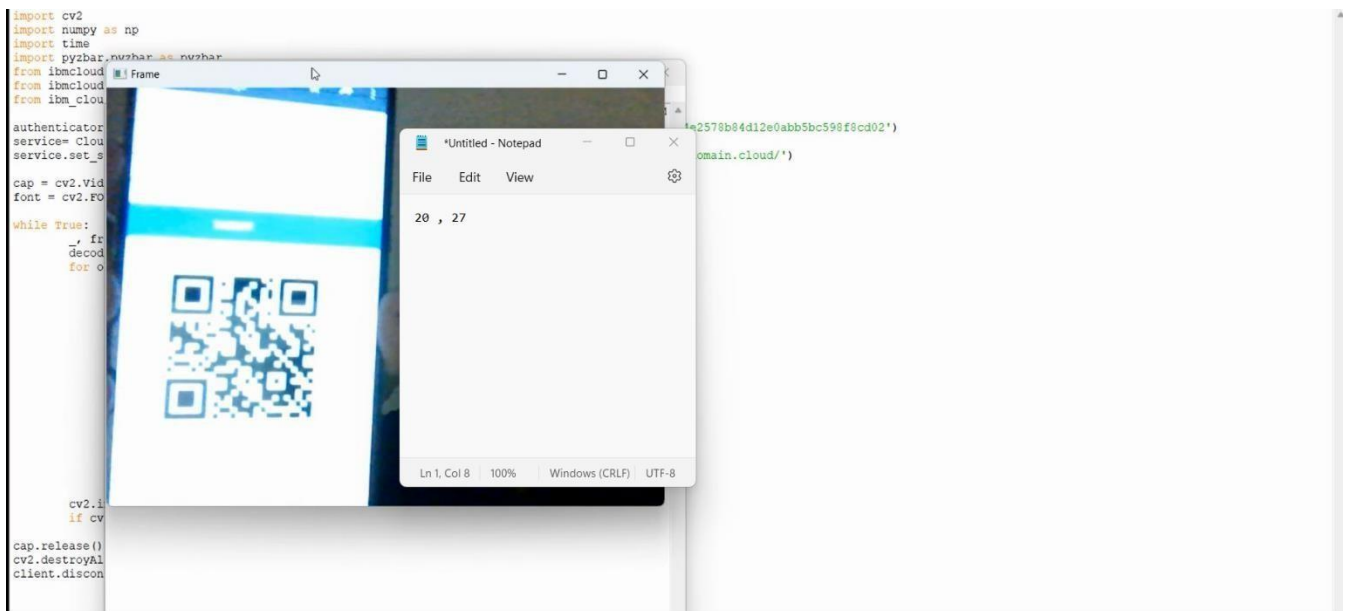 import cv2
import numpy as np
import time
import pyzbar.pyzbar as pyzbar
from ibmcloud
from ibmcloud
from ibm_clou
authenticator
4e2578b84d12e0abb5bc598f8cd02')
service= Clou
service.set_s
omain.cloud/')
cap = cv2.Vid
font = cv2.FO
while True:
_, fr
decod
for o
cv2.i
if cv
cap.release()
cv2.destroyAl
client.discon
Frame
*Untitled - Notepad
File Edit View
20 , 27
Ln 1, Col 8 100% Windows (CRLF) UTF-8